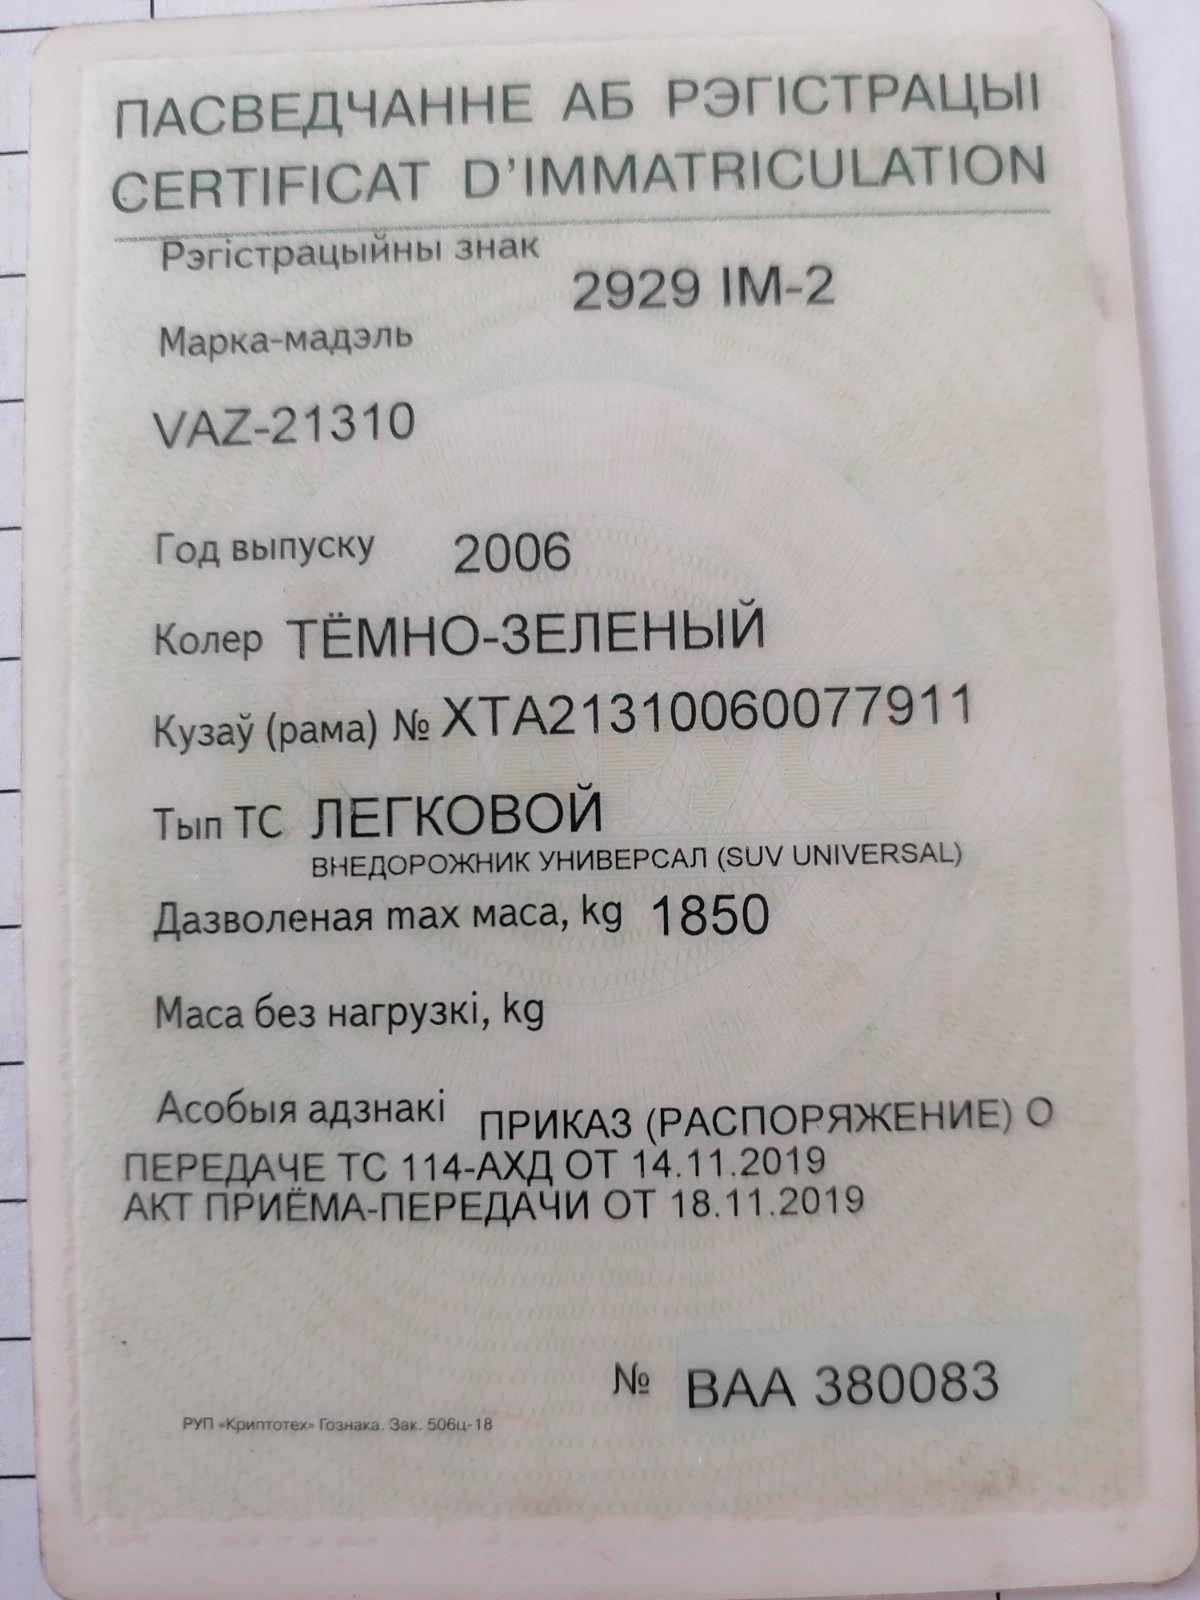 ПАСВЕДЧАННЕ АБ РЭГІСТРАЦЫІ
CERTIFICAT D'IMMATRICULATION
Рэгістрацыйны знак 2929 IM-2
Марка-мадэль
VAZ-21310
Год выпуску 2006
Колер ТЁМНО-ЗЕЛЕНЫЙ
Кузаў (рама) № XTA21310060077911
Тып ТС ЛЕГКОВОЙ
ВНЕДОРОЖНИК УНИВЕРСАЛ (SUV UNIVERSAL)
Дазволеная max маса, kg 1850
Маса без нагрузкі, kg
Асобыя адзнакі ПРИКАЗ (РАСПОРЯЖЕНИЕ) О
ПЕРЕДАЧЕ ТС 114-АХД ОТ 14.11.2019
АКТ ПРИЁМА-ПЕРЕДАЧИ ОТ 18.11.2019
№ BAA 380083
РУП «Криптотех» Гознака. Зак. 506ц-18
БЕЛАРУСЬ